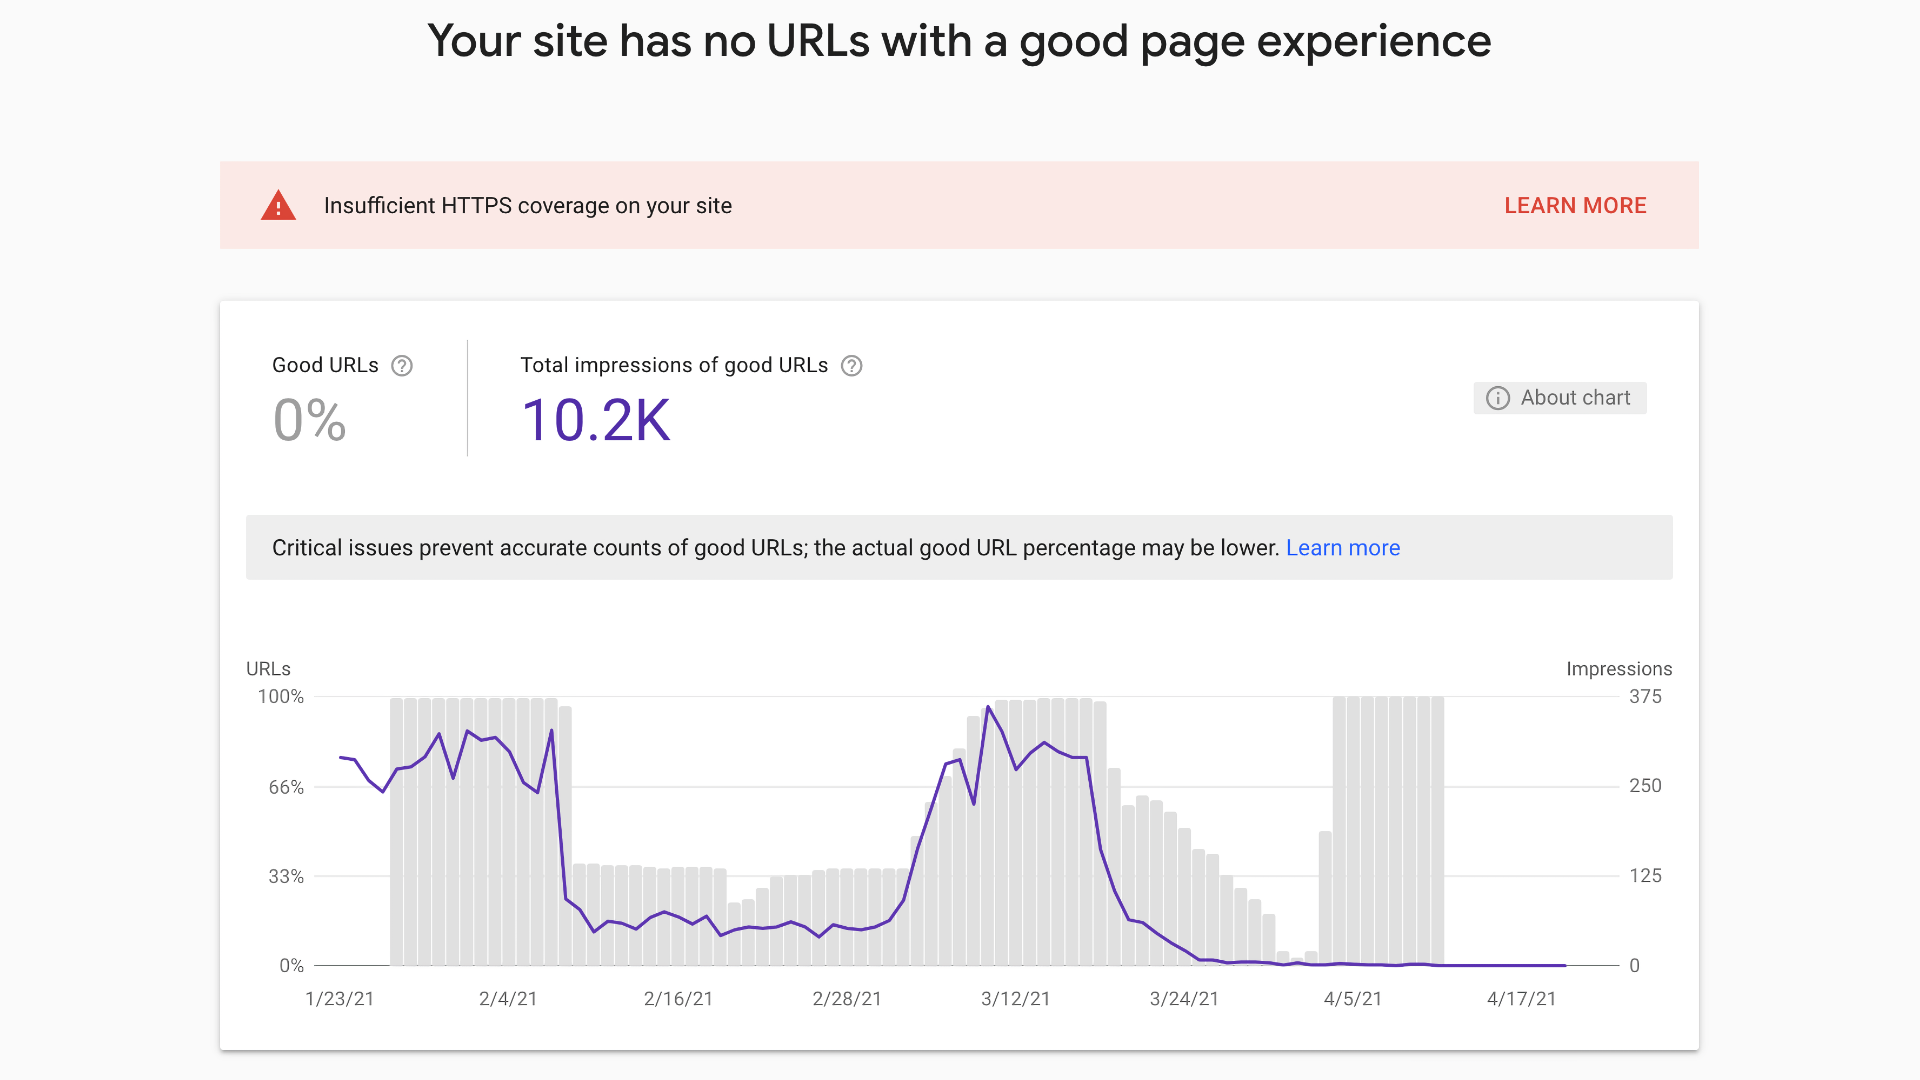 Your site has no URLs with a good page experience
Insufficient HTTPS coverage on your site
LEARN MORE
Good URLs
0%
Total impressions of good URLs
10.2K
About chart
Critical issues prevent accurate counts of good URLs; the actual good URL percentage may be lower. Learn more
URLs
Impressions
100%
375
66%
250
33%
125
0%
0
1/23/21
2/4/21
2/16/21
2/28/21
3/12/21
3/24/21
4/5/21
4/17/21